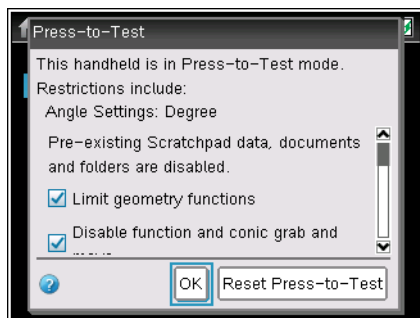 Press-to-Test
This handheld is in Press-to-Test mode.
Restrictions include:
Angle Settings: Degree
Pre-existing Scratchpad data, documents
and folders are disabled.
Limit geometry functions
Disable function and conic grab and
OK
Reset Press-to-Test